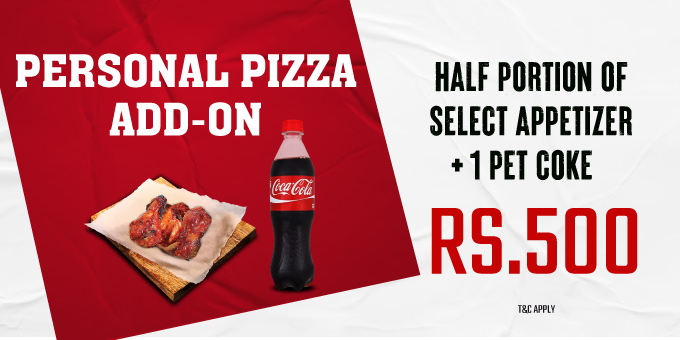 PERSONAL PIZZA
ADD-ON
Coca-Cola
HALF PORTION OF
SELECT APPETIZER
+ 1 PET COKE
RS.500
T&C APPLY